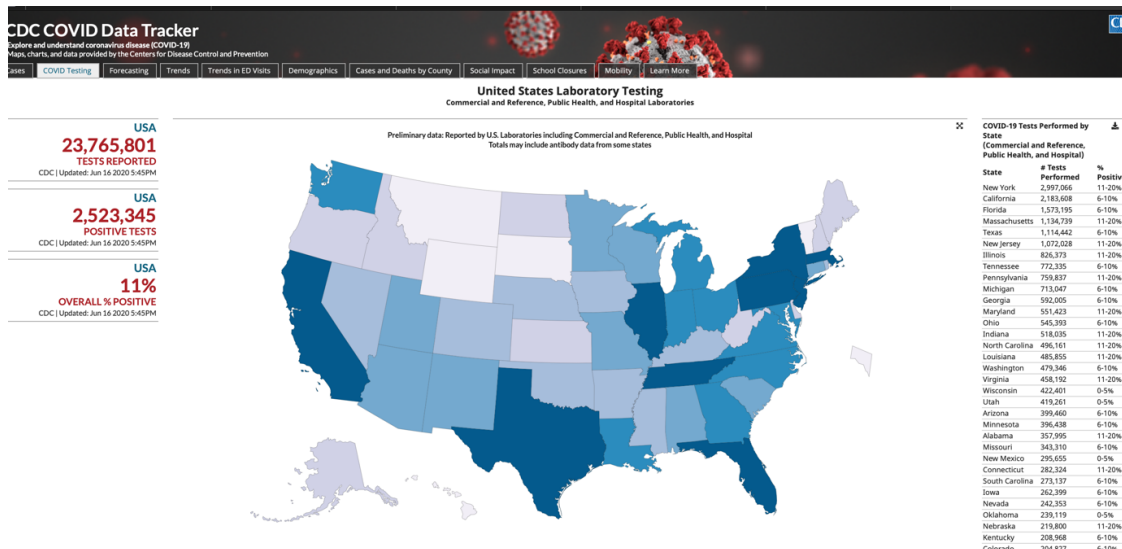 CDC COVID Data Tracker
Explore and understand coronavirus disease (COVID-19)
Maps, charts, and data provided by the Centers for Disease Control and Prevention
Cases COVID Testing Forecasting Trends Trends in ED Visits Demographics Cases and Deaths by County Social Impact School Closures Mobility Learn More
United States Laboratory Testing
Commercial and Reference, Public Health, and Hospital Laboratories
USA
23,765,801
TESTS REPORTED
CDC | Updated: Jun 16 2020 5:45PM
USA
2,523,345
POSITIVE TESTS
CDC | Updated: Jun 16 2020 5:45PM
USA
11%
OVERALL % POSITIVE
CDC | Updated: Jun 16 2020 5:45PM
Preliminary data: Reported by U.S. Laboratories including Commercial and Reference, Public Health, and Hospital
Totals may include antibody data from some states
COVID-19 Tests Performed by
State
(Commercial and Reference,
Public Health, and Hospital)
State # Tests Performed % Positive
New York 2,997,066 11-20%
California 2,183,608 6-10%
Florida 1,573,195 6-10%
Massachusetts 1,134,739 11-20%
Texas 1,114,442 6-10%
New Jersey 1,072,028 11-20%
Illinois 826,373 11-20%
Tennessee 772,335 6-10%
Pennsylvania 759,837 11-20%
Michigan 713,047 6-10%
Georgia 592,005 6-10%
Maryland 551,423 11-20%
Ohio 545,393 6-10%
Indiana 518,035 11-20%
North Carolina 496,161 11-20%
Louisiana 485,855 11-20%
Washington 479,346 6-10%
Virginia 458,192 11-20%
Wisconsin 422,401 0-5%
Utah 419,261 0-5%
Arizona 399,460 6-10%
Minnesota 396,438 6-10%
Alabama 357,995 11-20%
Missouri 343,310 6-10%
New Mexico 295,655 0-5%
Connecticut 282,324 11-20%
South Carolina 273,137 6-10%
Iowa 262,399 6-10%
Nevada 242,353 6-10%
Oklahoma 239,119 0-5%
Nebraska 219,800 11-20%
Kentucky 208,968 6-10%
Colorado 204,827 6-10%